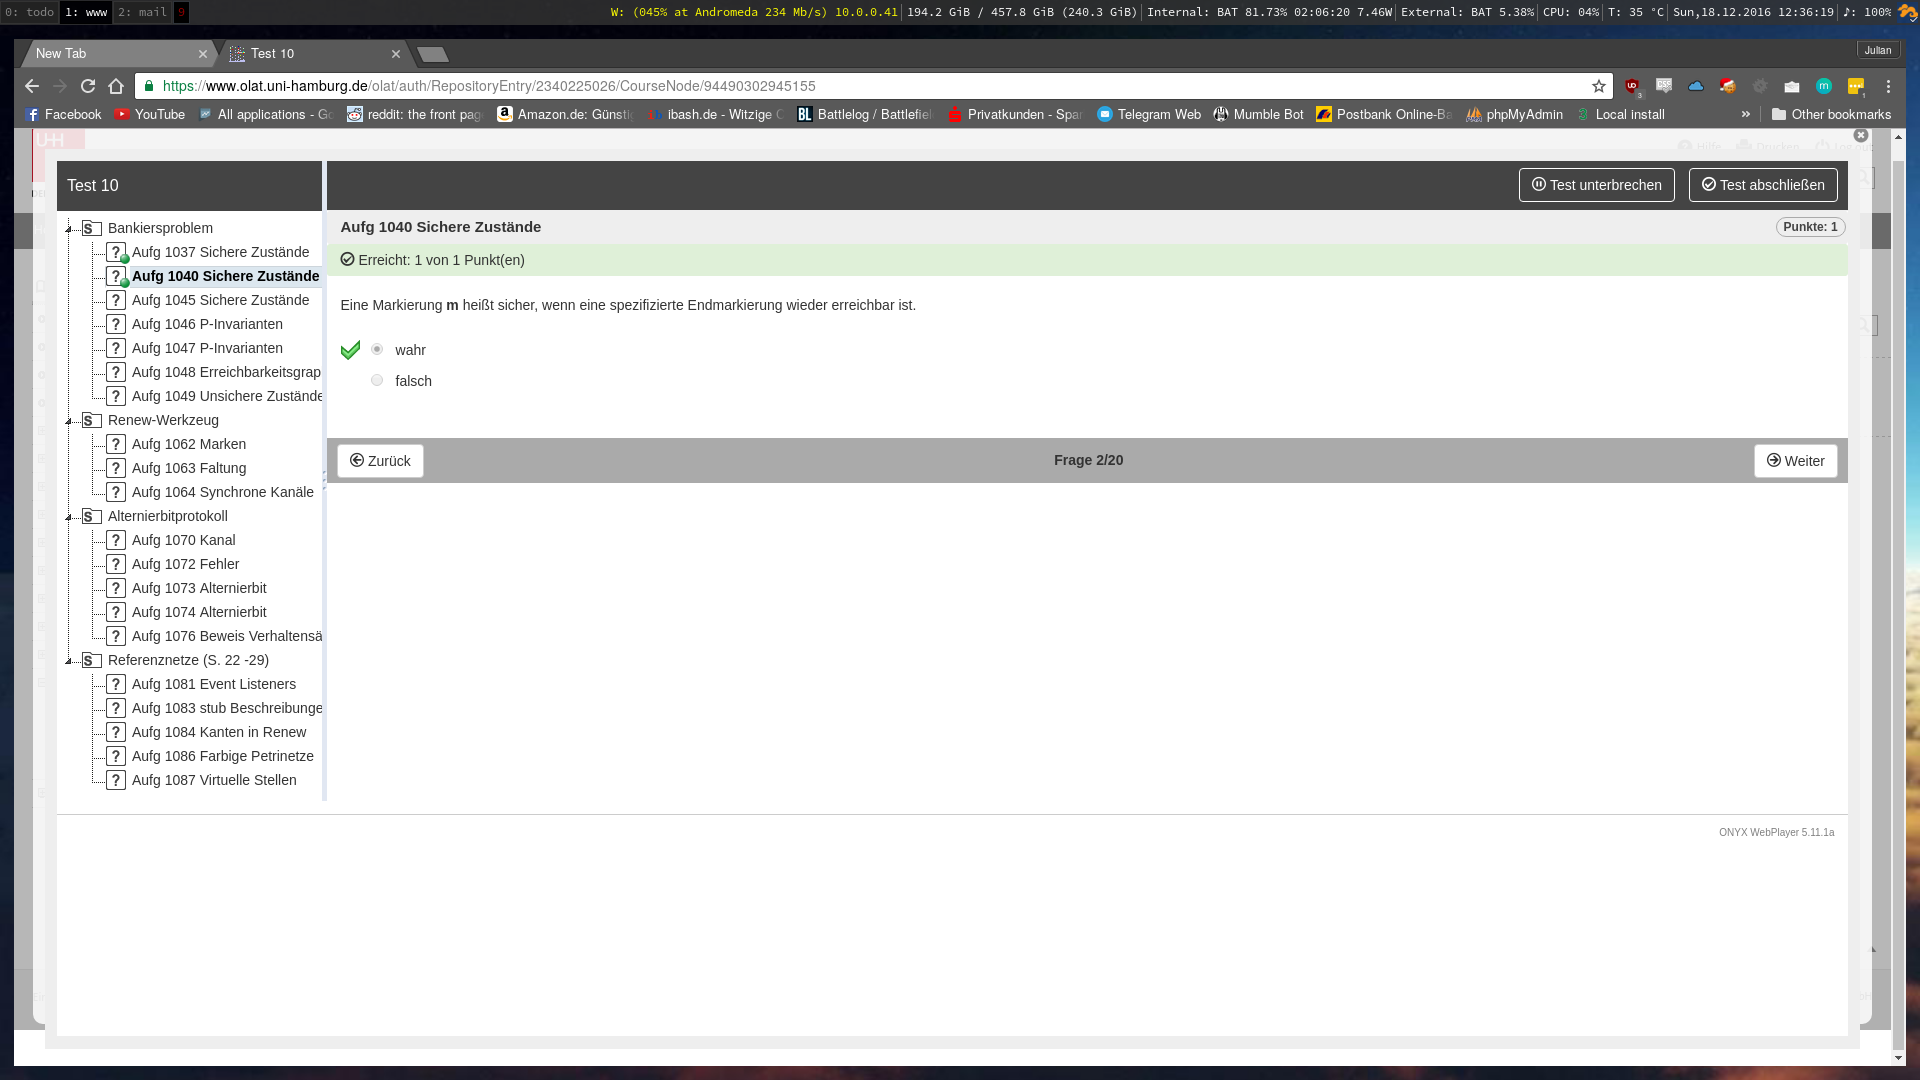 0: todo 1: www 2: mail 9 W: (045% at Andromeda 234 Mb/s) 10.0.0.41 194.2 GiB / 457.8 GiB (240.3 GiB) Internal: BAT 81.73% 02:06:20 7.46W External: BAT 5.38% CPU: 04% T: 35 °C Sun,18.12.2016 12:36:19 ♪: 100%
New Tab Test 10 Julian
https://www.olat.uni-hamburg.de/olat/auth/RepositoryEntry/2340225026/CourseNode/94490302945155
Facebook YouTube All applications - Go reddit: the front pag Amazon.de: Günsti ibash.de - Witzige Battlelog / Battlefiel Privatkunden - Spar Telegram Web Mumble Bot Postbank Online-Ba phpMyAdmin Local install » Other bookmarks
UHH Hilfe Drucken
Test 10 Test unterbrechen Test abschließen
Bankiersproblem
Aufg 1037 Sichere Zustände
Aufg 1040 Sichere Zustände
Aufg 1045 Sichere Zustände
Aufg 1046 P-Invarianten
Aufg 1047 P-Invarianten
Aufg 1048 Erreichbarkeitsgrap
Aufg 1049 Unsichere Zustände
Renew-Werkzeug
Aufg 1062 Marken
Aufg 1063 Faltung
Aufg 1064 Synchrone Kanäle
Alternierbitprotokoll
Aufg 1070 Kanal
Aufg 1072 Fehler
Aufg 1073 Alternierbit
Aufg 1074 Alternierbit
Aufg 1076 Beweis Verhaltensä
Referenznetze (S. 22 -29)
Aufg 1081 Event Listeners
Aufg 1083 stub Beschreibunge
Aufg 1084 Kanten in Renew
Aufg 1086 Farbige Petrinetze
Aufg 1087 Virtuelle Stellen
Aufg 1040 Sichere Zustände Punkte: 1
Erreicht: 1 von 1 Punkt(en)
Eine Markierung m heißt sicher, wenn eine spezifizierte Endmarkierung wieder erreichbar ist.
wahr
falsch
Zurück Frage 2/20 Weiter
ONYX WebPlayer 5.11.1a